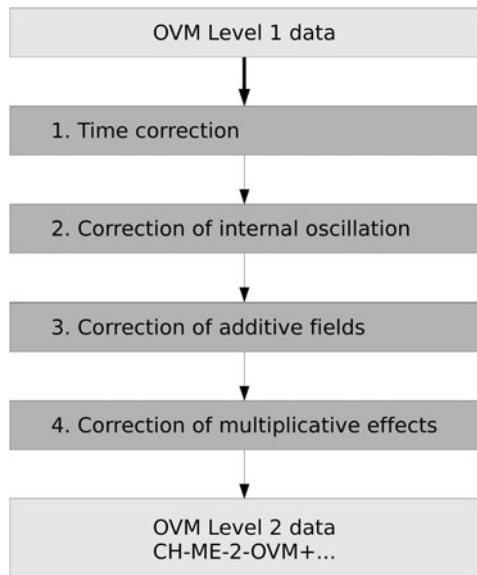 OVM Level 1 data
1. Time correction
2. Correction of internal oscillation
3. Correction of additive fields
4. Correction of multiplicative effects
OVM Level 2 data
CH-ME-2-OVM+...